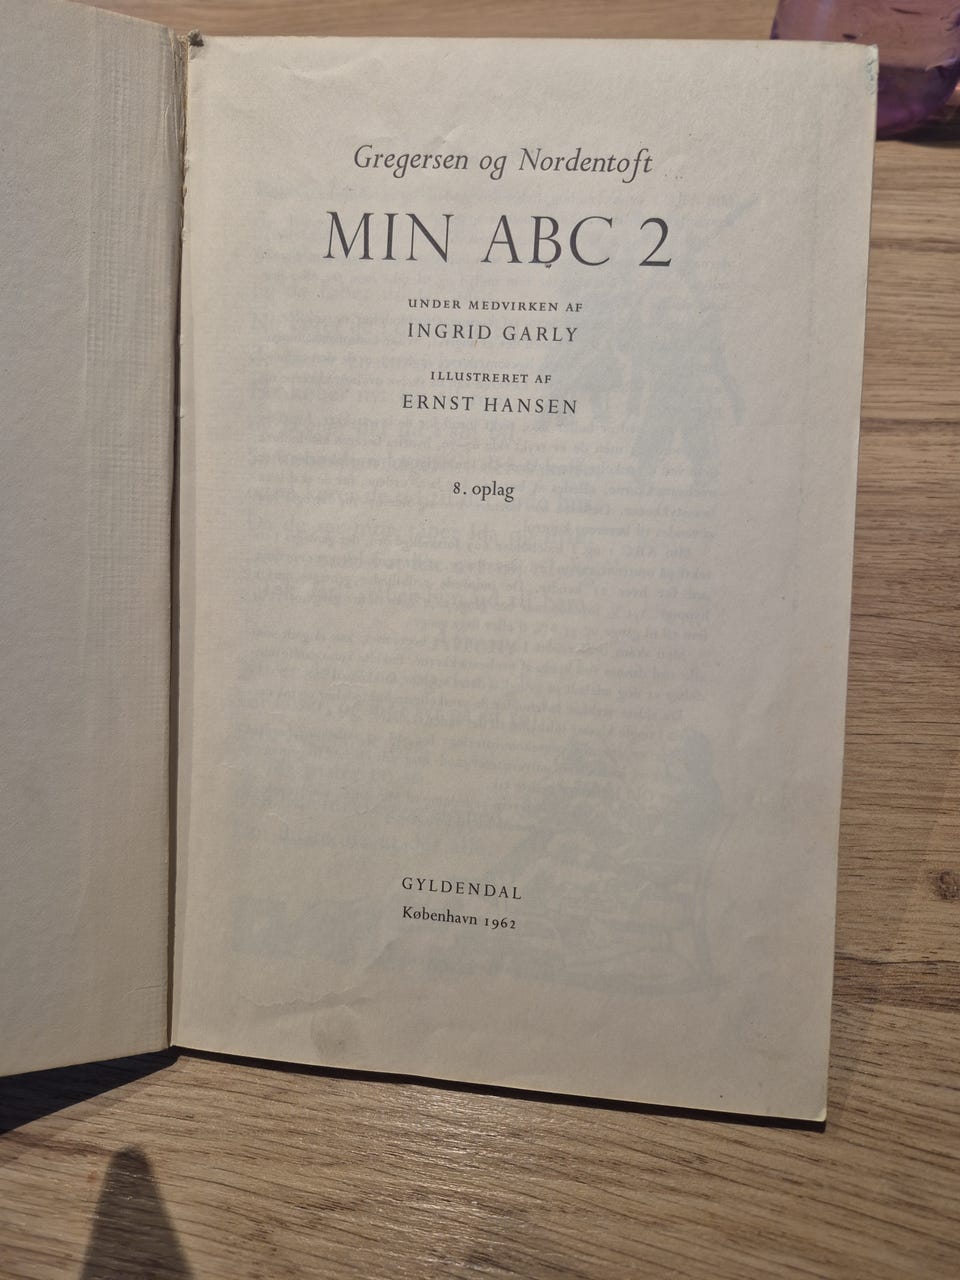 Gregersen og Nordentoft
MIN ABC 2
UNDER MEDVIRKEN AF
INGRID GARLY
ILLUSTRERET AF
ERNST HANSEN
8. oplag
GYLDENDAL
København 1962